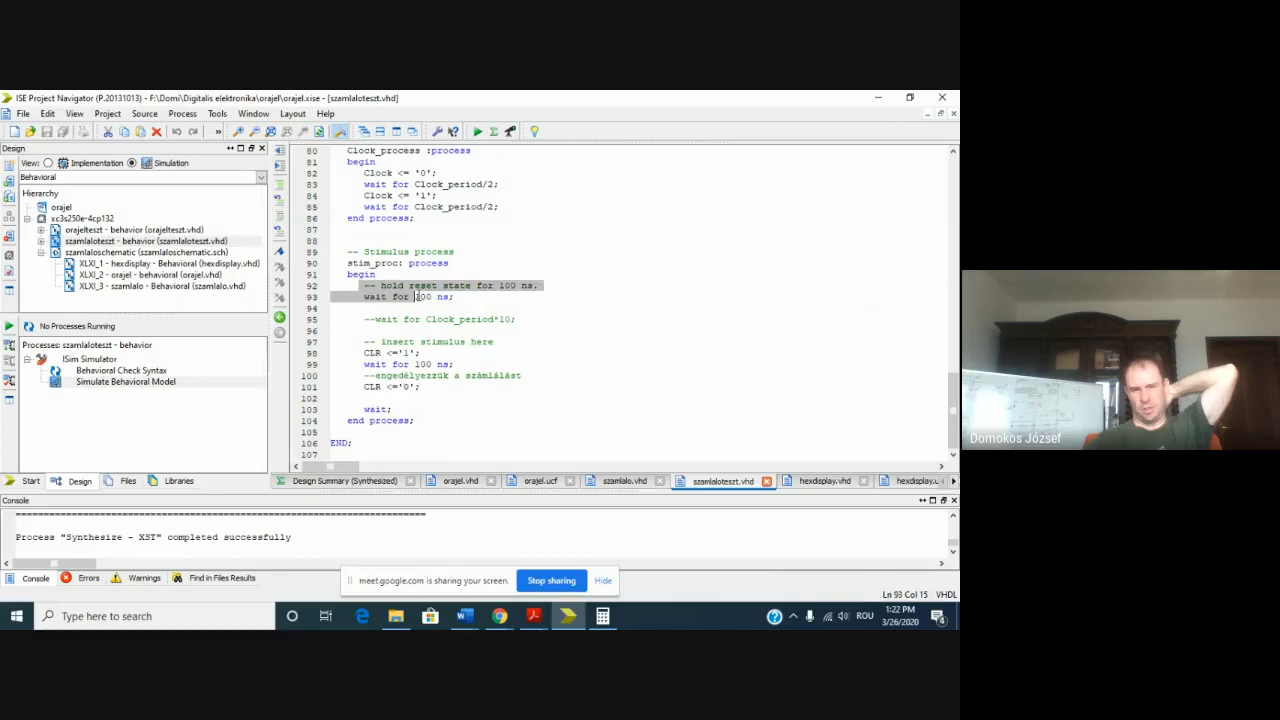 ISE Project Navigator (P.20131013) - F:\Domi\Digitalis elektronika\orajel\orajel.xise - [szamlaloteszt.vhd]
File Edit View Project Source Process Tools Window Layout Help
Design
View: Implementation Simulation
Behavioral
Hierarchy
orajel
xc3s250e-4cp132
orajelteszt - behavior (orajelteszt.vhd)
szamlaloteszt - behavior (szamlaloteszt.vhd)
szamlaloschematic (szamlaloschematic.sch)
XLXI_1 - hexdisplay - Behavioral (hexdisplay.vhd)
XLXI_2 - orajel - Behavioral (orajel.vhd)
XLXI_3 - szamlalo - Behavioral (szamlalo.vhd)
No Processes Running
Processes: szamlaloteszt - behavior
ISim Simulator
Behavioral Check Syntax
Simulate Behavioral Model
Start Design Files Libraries
80 Clock_process :process
81 begin
82 Clock <= '0';
83 wait for Clock_period/2;
84 Clock <= '1';
85 wait for Clock_period/2;
86 end process;
87
88
89 -- Stimulus process
90 stim_proc: process
91 begin
92 -- hold reset state for 100 ns.
93 wait for 100 ns;
94
95 --wait for Clock_period*10;
96
97 -- insert stimulus here
98 CLR <='1';
99 wait for 100 ns;
100 --engedélyezzük a számlálást
101 CLR <='0';
102
103 wait;
104 end process;
105
106 END;
107
Design Summary (Synthesized) orajel.vhd orajel.ucf szamlalo.vhd szamlaloteszt.vhd hexdisplay.vhd hexdisplay.u
Console
Process "Synthesize - XST" completed successfully
Console Errors Warnings Find in Files Results
meet.google.com is sharing your screen. Stop sharing Hide
Ln 93 Col 15 VHDL
Type here to search
ROU
1:22 PM
3/26/2020
4
Domokos József